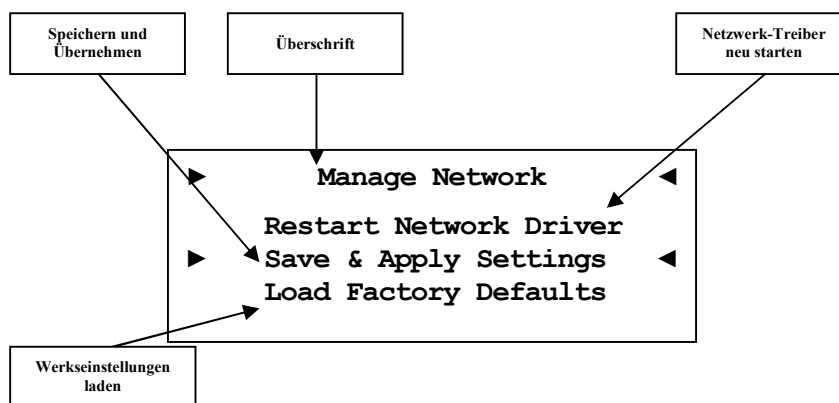 Speichern und
Übernehmen
Überschrift
Netzwerk-Treiber
neu starten
► Manage Network ◄
Restart Network Driver
► Save & Apply Settings ◄
Load Factory Defaults
Werkseinstellungen
laden